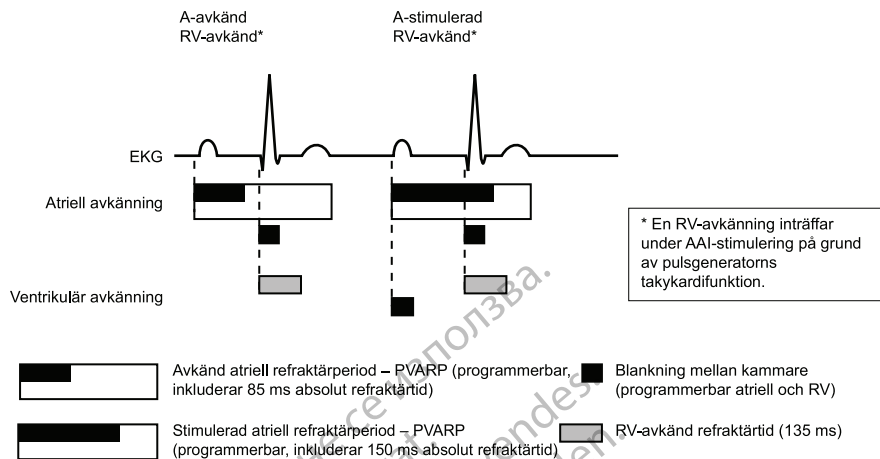 A-avkänd
RV-avkänd*
A-stimulerad
RV-avkänd*
EKG
Atriell avkänning
Ventrikulär avkänning
* En RV-avkänning inträffar
under AAI-stimulering på grund
av pulsgeneratorns
takykardifunktion.
Avkänd atriell refraktärperiod – PVARP (programmerbar,
inkluderar 85 ms absolut refraktärtid)
Blankning mellan kammare
(programmerbar atriell och RV)
Stimulerad atriell refraktärperiod – PVARP
(programmerbar, inkluderar 150 ms absolut refraktärtid)
RV-avkänd refraktärtid (135 ms)
се използва.